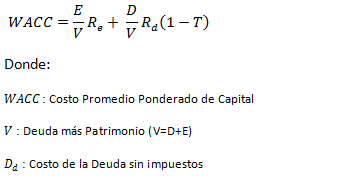 WACC = E/V R_e + D/V R_d(1 − T)
Donde:
WACC : Costo Promedio Ponderado de Capital
V : Deuda más Patrimonio (V=D+E)
D_d : Costo de la Deuda sin impuestos